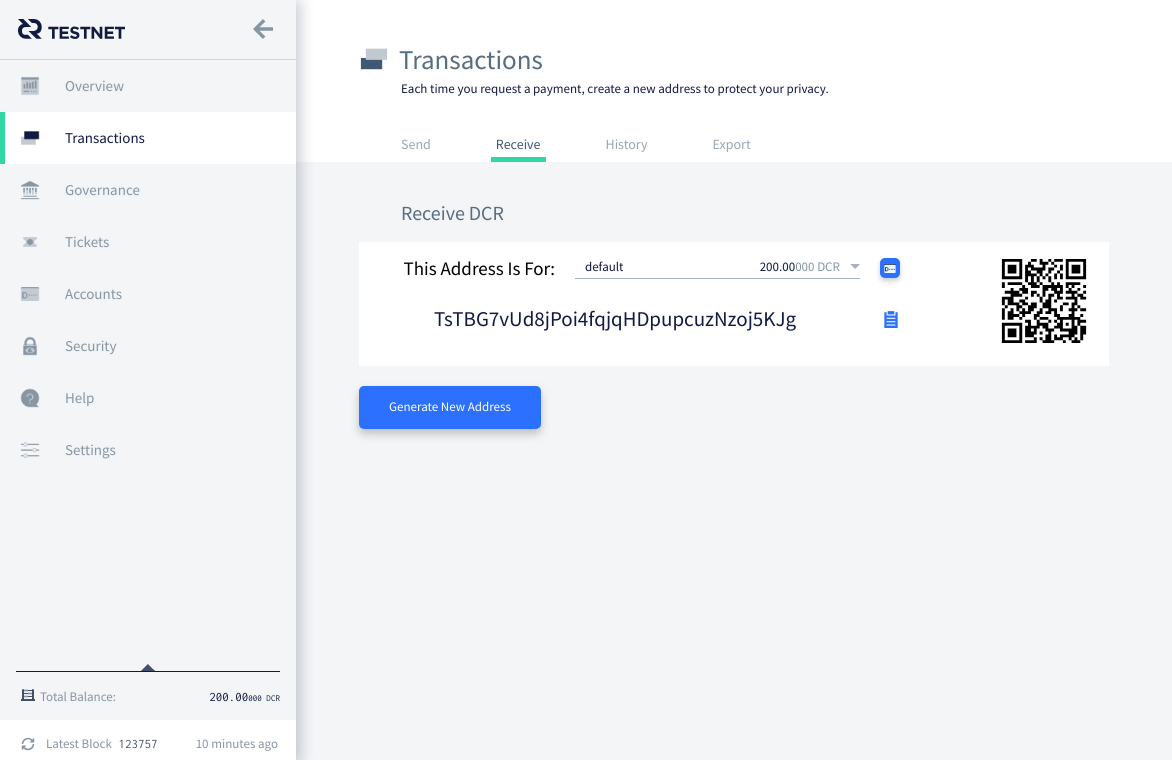 TESTNET
Overview
Transactions
Governance
Tickets
Accounts
Security
Help
Settings
Total Balance: 200.00000 DCR
Latest Block 123757 10 minutes ago
Transactions
Each time you request a payment, create a new address to protect your privacy.
Send Receive History Export
Receive DCR
This Address Is For: default 200.00000 DCR
TsTBG7vUd8jPoi4fqjqHDpupcuzNzoj5KJg
Generate New Address